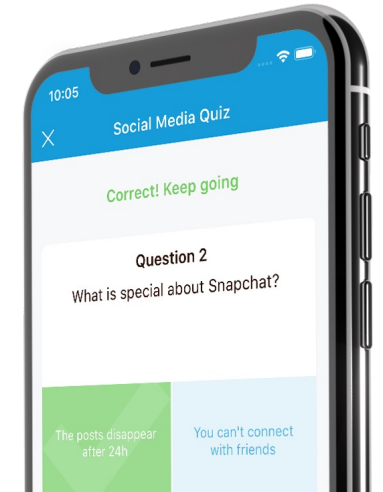 10:05
Social Media Quiz
Correct! Keep going
Question 2
What is special about Snapchat?
The posts disappear
after 24h
You can't connect
with friends